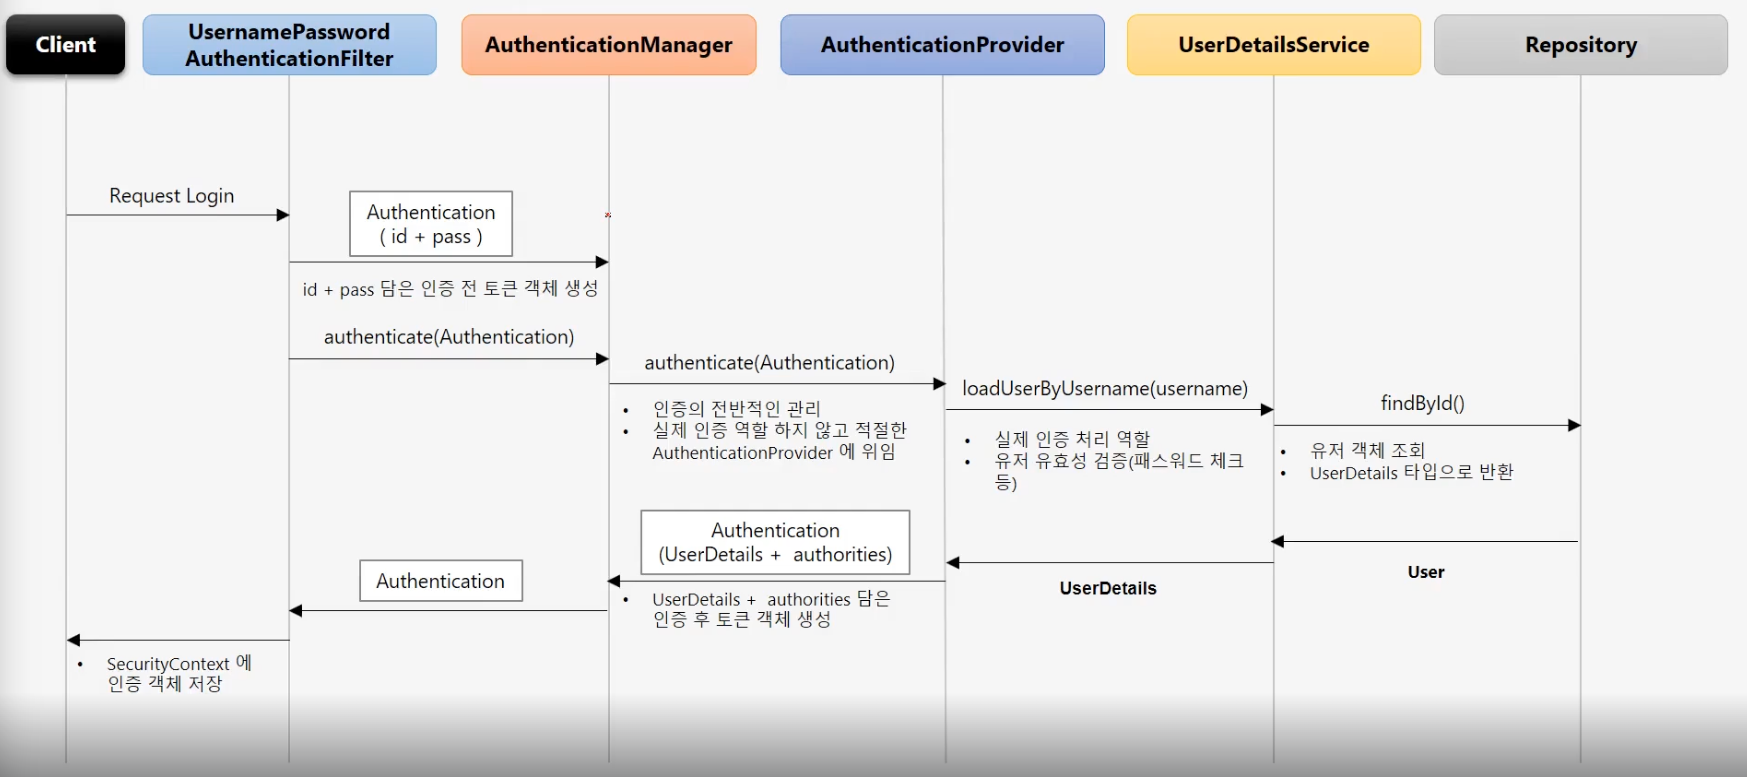 Client
UsernamePassword
AuthenticationFilter
AuthenticationManager
AuthenticationProvider
UserDetailsService
Repository
Request Login
Authentication
( id + pass )
id + pass 담은 인증 전 토큰 객체 생성
authenticate(Authentication)
authenticate(Authentication)
• 인증의 전반적인 관리
• 실제 인증 역할 하지 않고 적절한
AuthenticationProvider 에 위임
loadUserByUsername(username)
• 실제 인증 처리 역할
• 유저 유효성 검증(패스워드 체크
등)
findById()
• 유저 객체 조회
• UserDetails 타입으로 반환
User
UserDetails
Authentication
(UserDetails + authorities)
• UserDetails + authorities 담은
인증 후 토큰 객체 생성
Authentication
• SecurityContext 에
인증 객체 저장